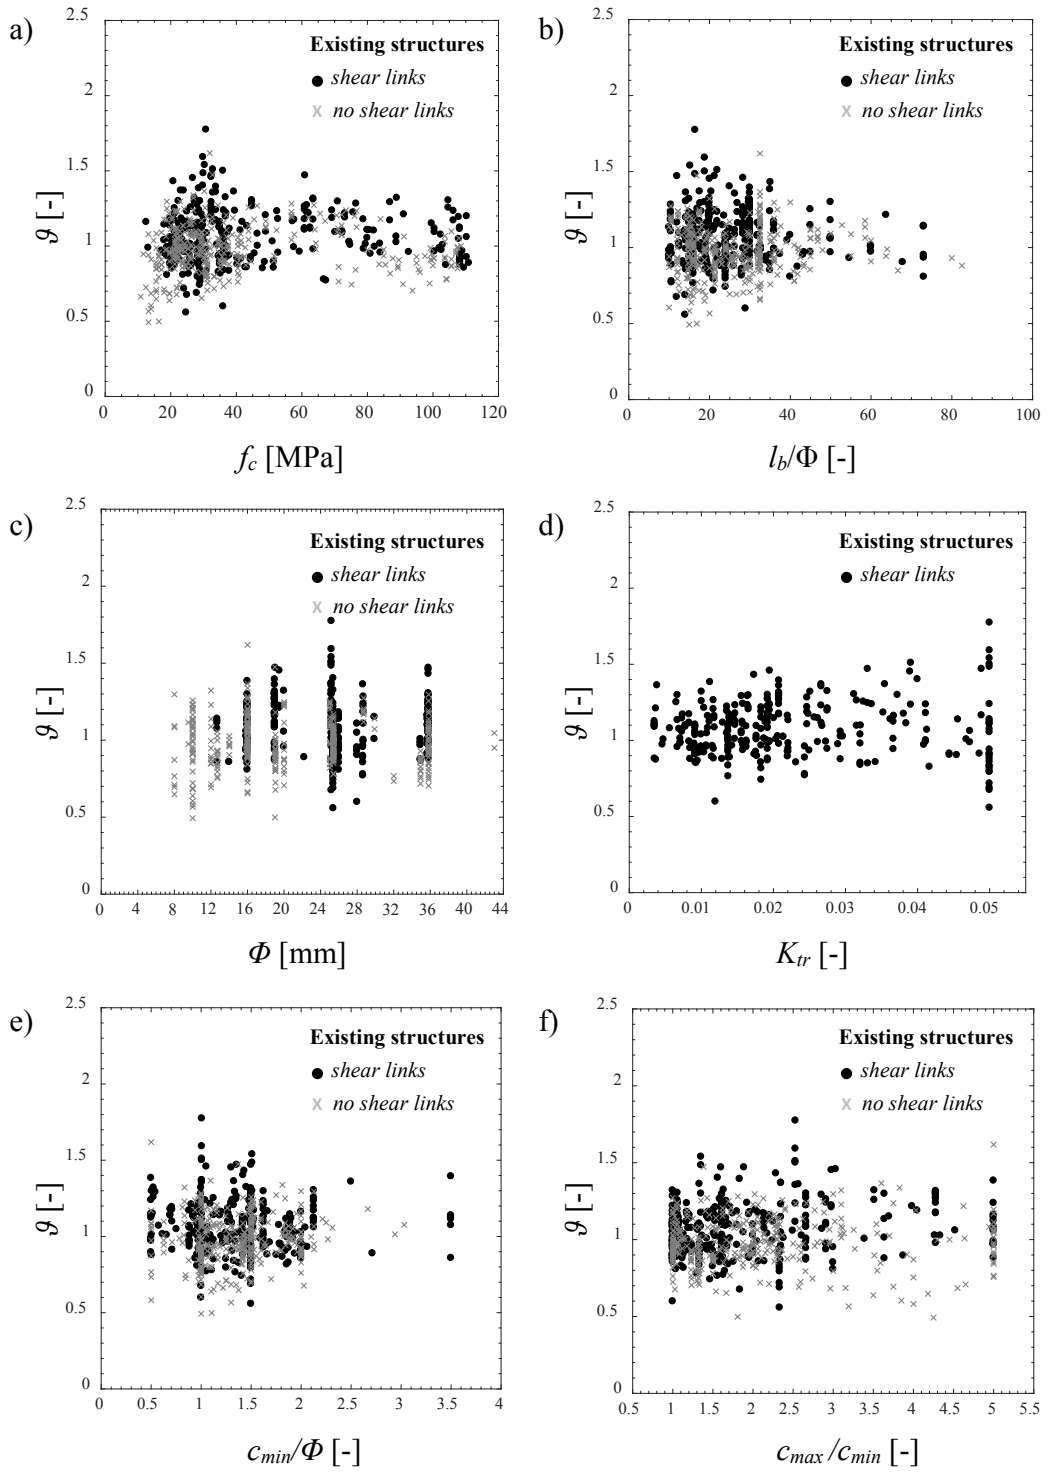 a)
2.5
2
1.5
1
0.5
0
ϑ [-]
Existing structures
shear links
no shear links
0 20 40 60 80 100 120
f_c [MPa]
b)
2.5
2
1.5
1
0.5
0
ϑ [-]
Existing structures
shear links
no shear links
0 20 40 60 80 100
l_b/Φ [-]
c)
2.5
2
1.5
1
0.5
0
ϑ [-]
Existing structures
shear links
no shear links
0 4 8 12 16 20 24 28 32 36 40 44
Φ [mm]
d)
2.5
2
1.5
1
0.5
0
ϑ [-]
Existing structures
shear links
0 0.01 0.02 0.03 0.04 0.05
K_tr [-]
e)
2.5
2
1.5
1
0.5
0
ϑ [-]
Existing structures
shear links
no shear links
0 0.5 1 1.5 2 2.5 3 3.5 4
c_min/Φ [-]
f)
2.5
2
1.5
1
0.5
0
ϑ [-]
Existing structures
shear links
no shear links
0.5 1 1.5 2 2.5 3 3.5 4 4.5 5 5.5
c_max/c_min [-]